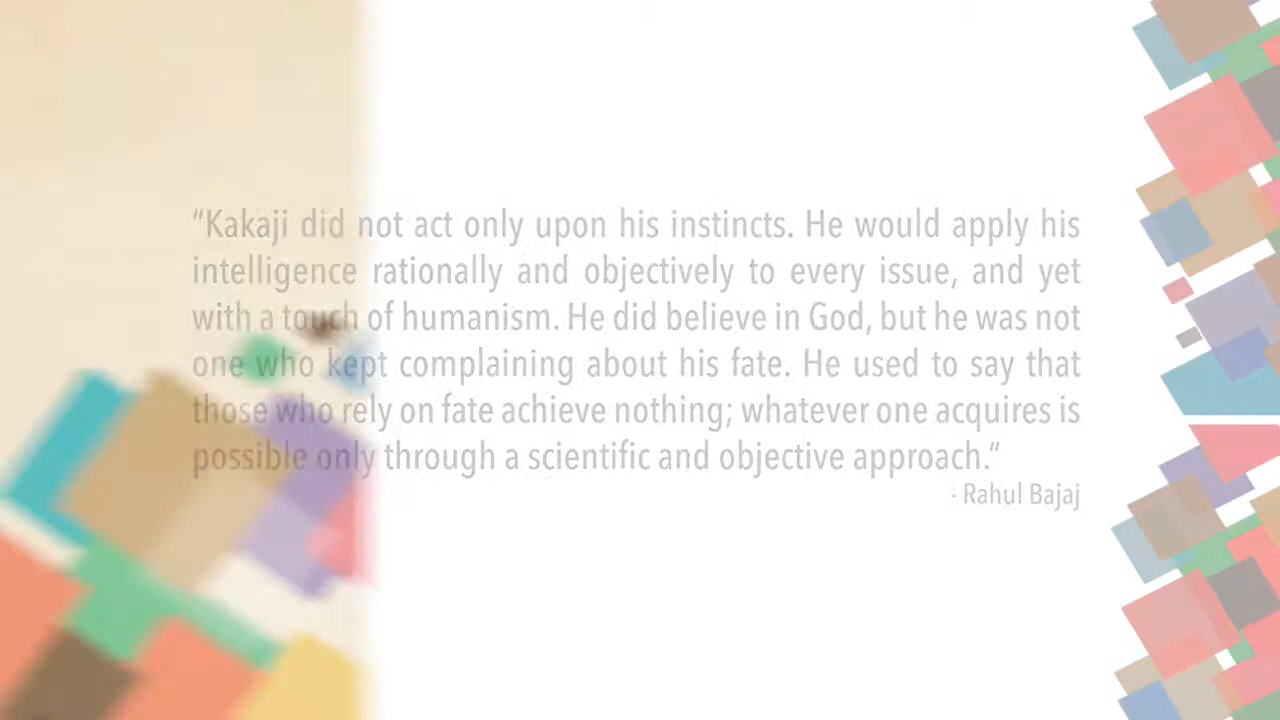 “Kakaji did not act only upon his instincts. He would apply his
intelligence rationally and objectively to every issue, and yet
with a touch of humanism. He did believe in God, but he was not
one who kept complaining about his fate. He used to say that
those who rely on fate achieve nothing; whatever one acquires is
possible only through a scientific and objective approach.“
- Rahul Bajaj